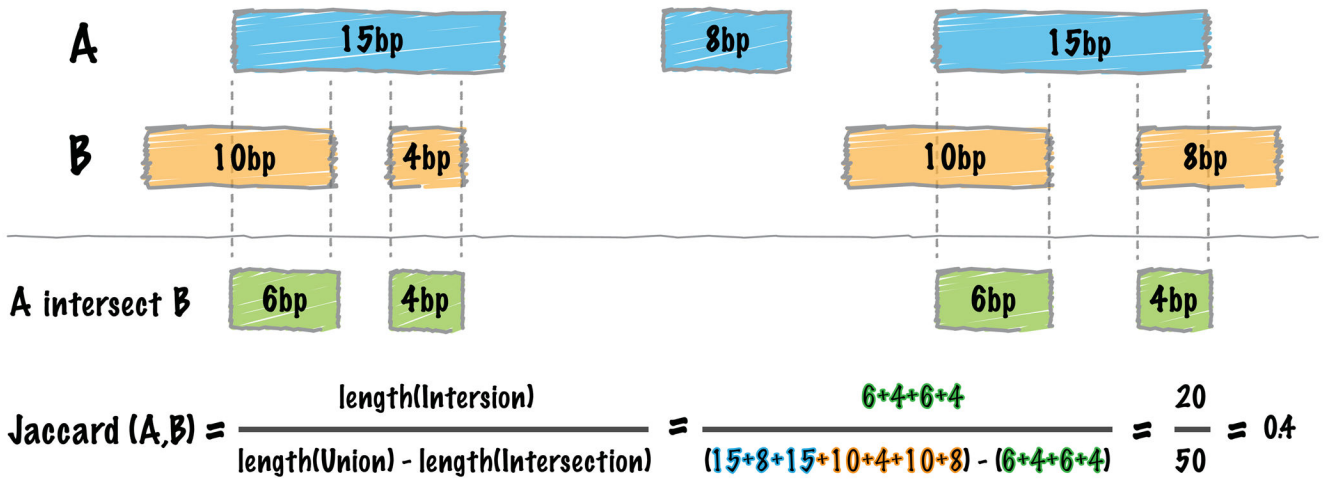 A 15bp 8bp 15bp
B 10bp 4bp 10bp 8bp
A intersect B 6bp 4bp 6bp 4bp
Jaccard (A,B) = length(Intersion) / length(Union) - length(Intersection) = 6+4+6+4 / (15+8+15+10+4+10+8) - (6+4+6+4) = 20 / 50 = 0.4